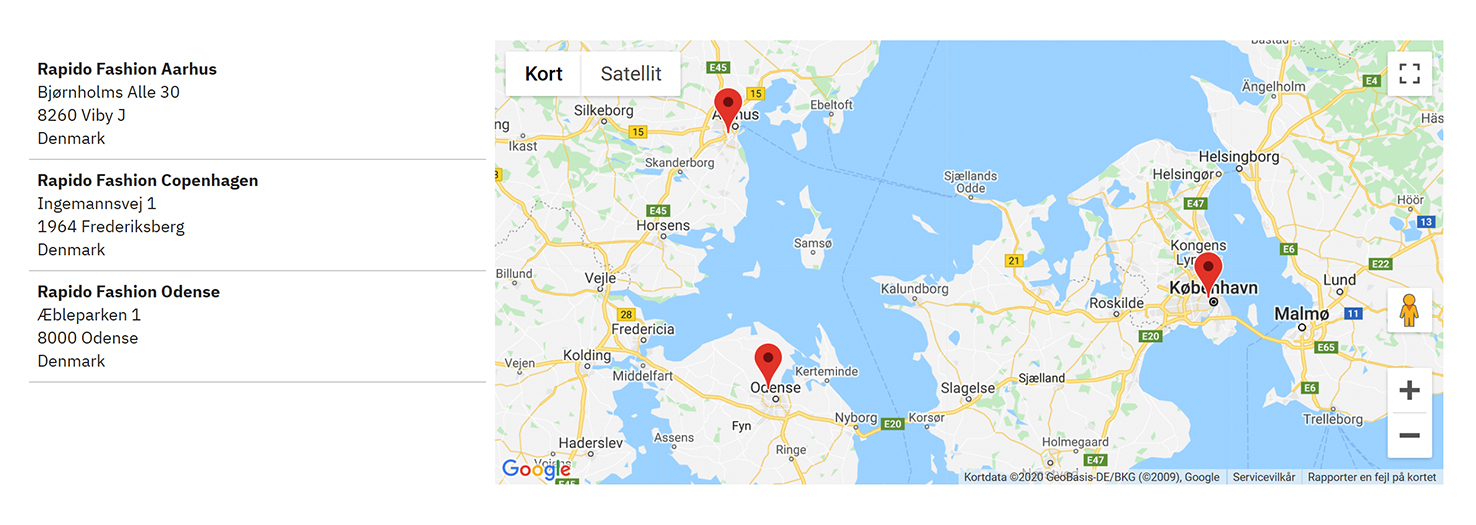 Rapido Fashion Aarhus
Bjørnholms Alle 30
8260 Viby J
Denmark
Rapido Fashion Copenhagen
Ingemannsvej 1
1964 Frederiksberg
Denmark
Rapido Fashion Odense
Æbleparken 1
8000 Odense
Denmark
Kort
Satellit
E45
15
Ebeltoft
Silkeborg
15
Ikast
Skanderborg
E45
Horsens
Samsø
Sjællands
Odde
Billund
Vejle
28
Fredericia
Kolding
Vejen
Middelfart
Odense
Kerteminde
Fyn
Nyborg
E20
Korsør
Assens
Haderslev
Ringe
E45
Google
Ängelholm
E4
Helsingborg
Helsingør
E47
Höör
13
21
Kongens
E6
E22
Kalundborg
Lund
København
Roskilde
Malmø
11
E20
E65
Slagelse
Sjælland
E6
Trelleborg
Holmegaard
E47
Kortdata ©2020 GeoBasis-DE/BKG (©2009), Google
Servicevilkår
Rapporter en fejl på kortet